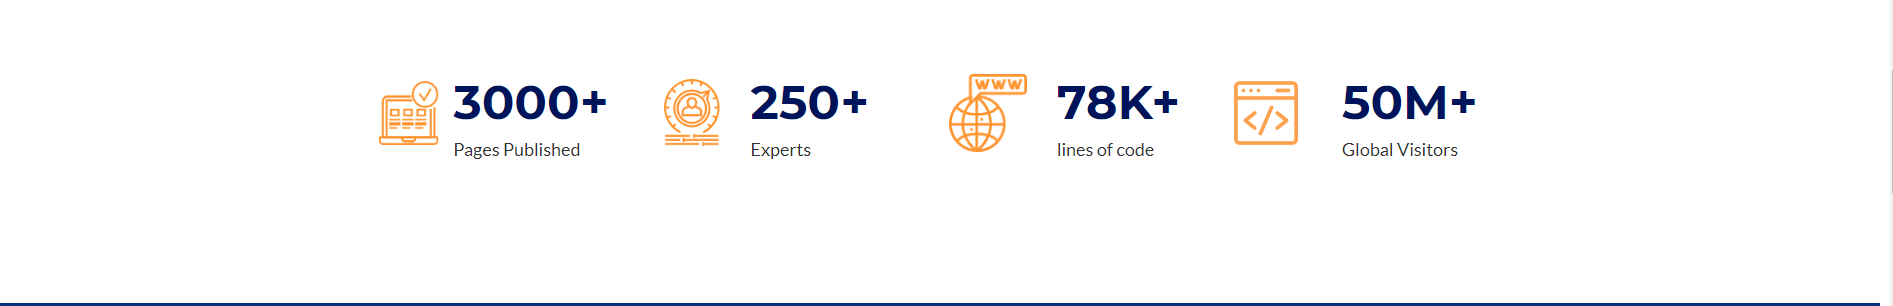 3000+
Pages Published
250+
Experts
WWW
78K+
lines of code
</>
50M+
Global Visitors